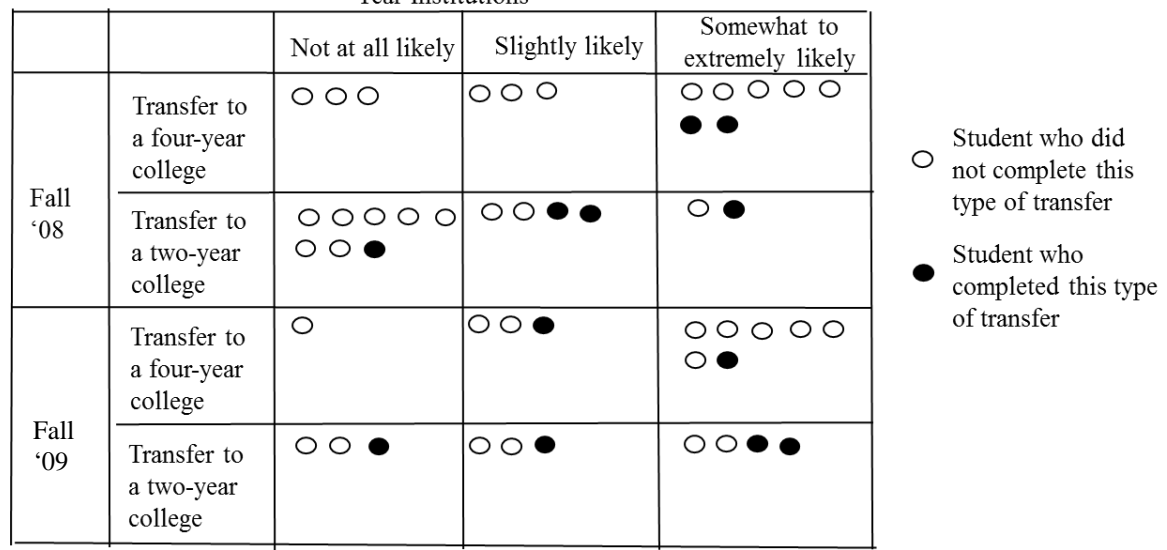 Year Institutions
Not at all likely
Slightly likely
Somewhat to
extremely likely
Fall
‘08
Transfer to
a four-year
college
Transfer to
a two-year
college
Fall
‘09
Transfer to
a four-year
college
Transfer to
a two-year
college
Student who did
not complete this
type of transfer
Student who
completed this type
of transfer